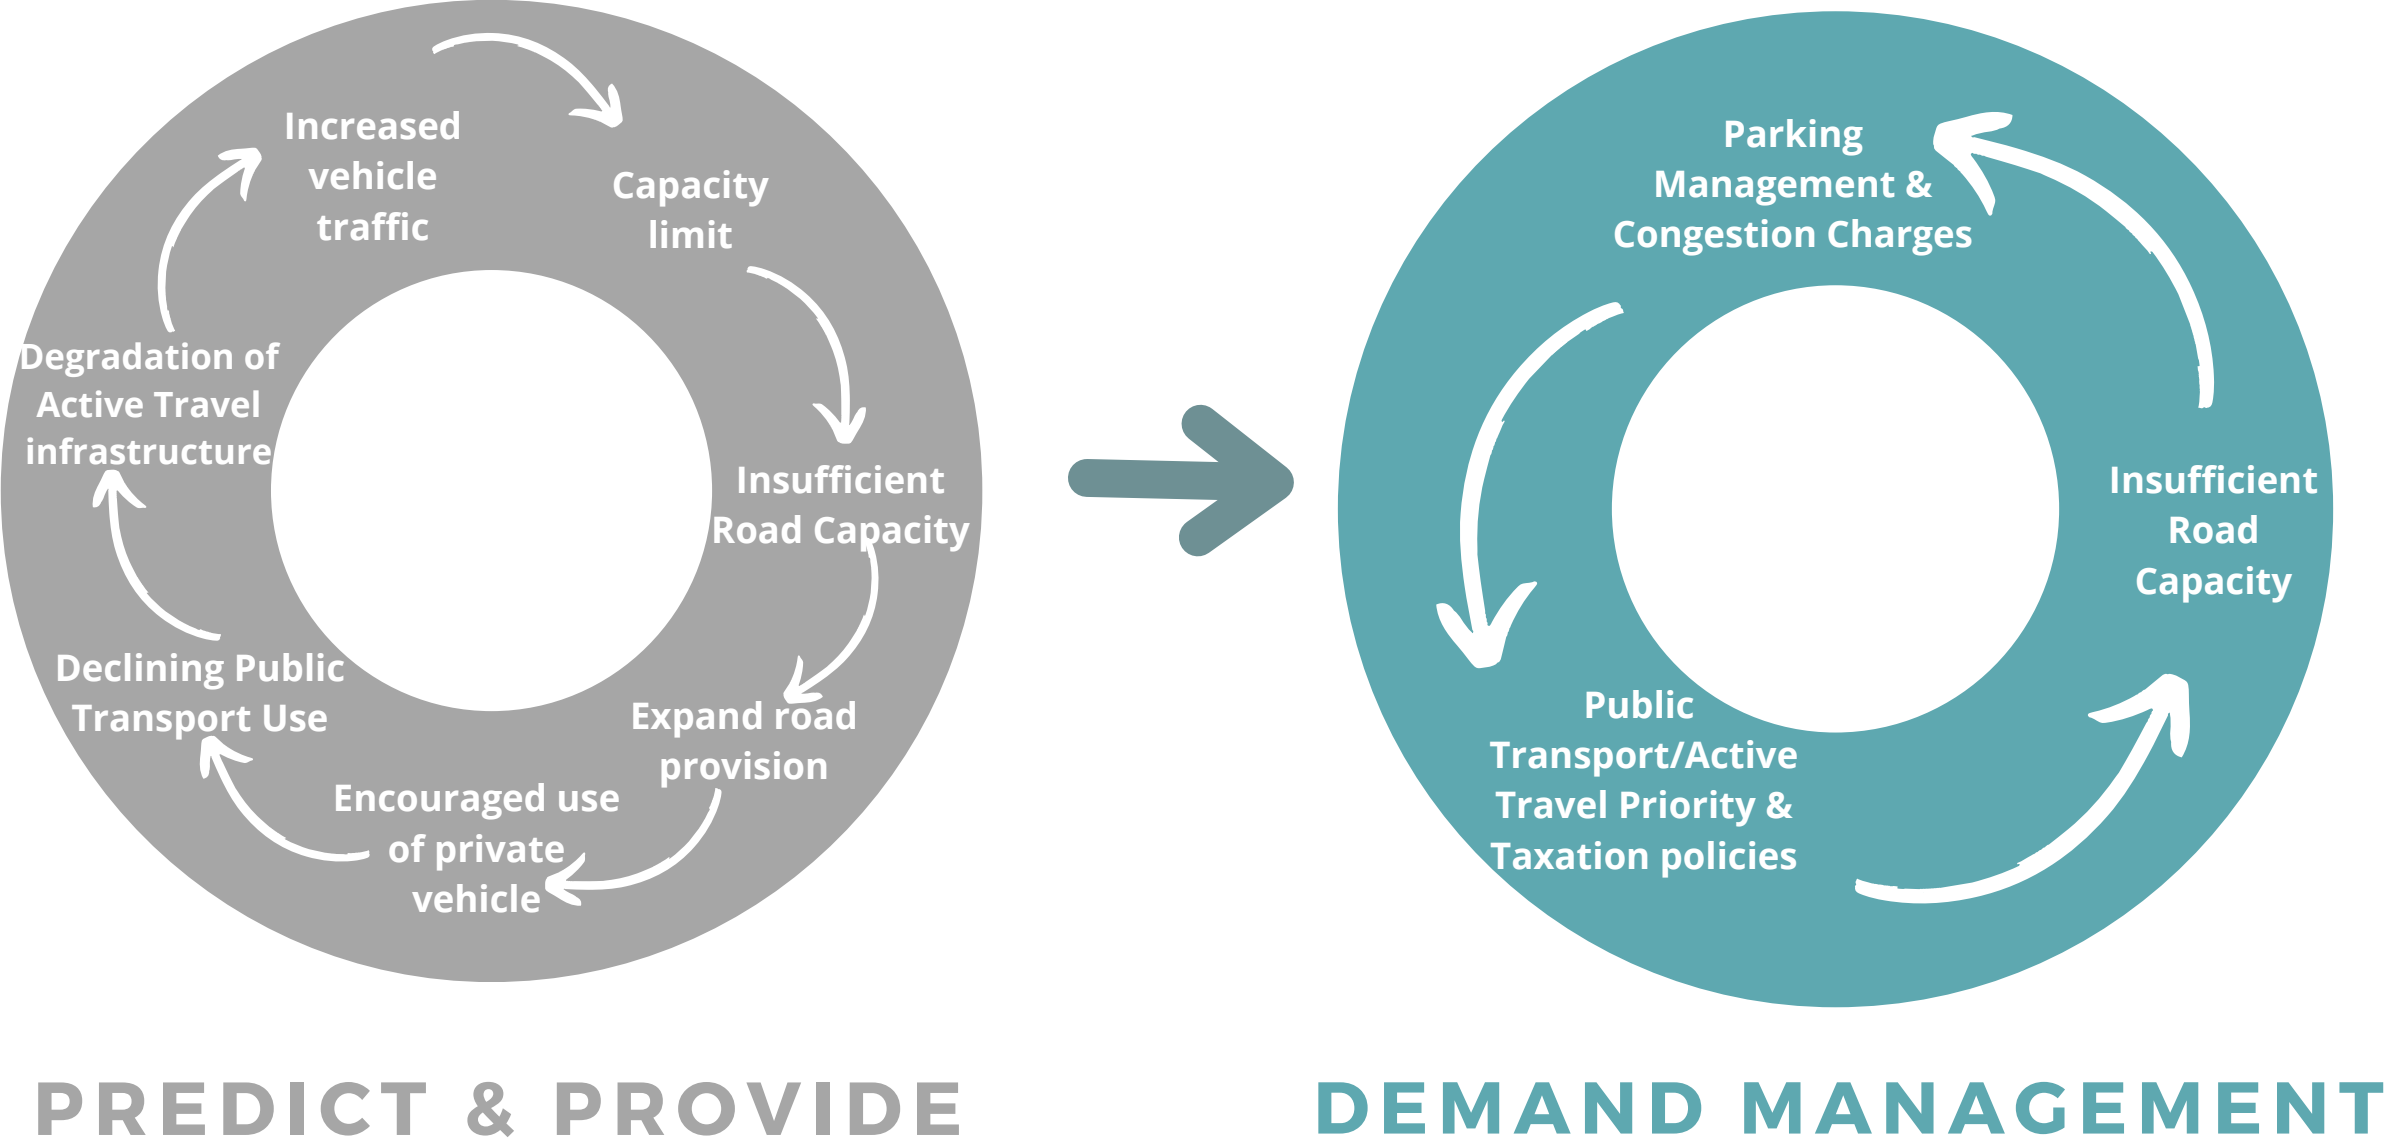 Increased
vehicle
traffic
Capacity
limit
Insufficient
Road Capacity
Expand road
provision
Encouraged use
of private
vehicle
Declining Public
Transport Use
Degradation of
Active Travel
infrastructure
PREDICT & PROVIDE
Parking
Management &
Congestion Charges
Public
Transport/Active
Travel Priority &
Taxation policies
Insufficient
Road
Capacity
DEMAND MANAGEMENT